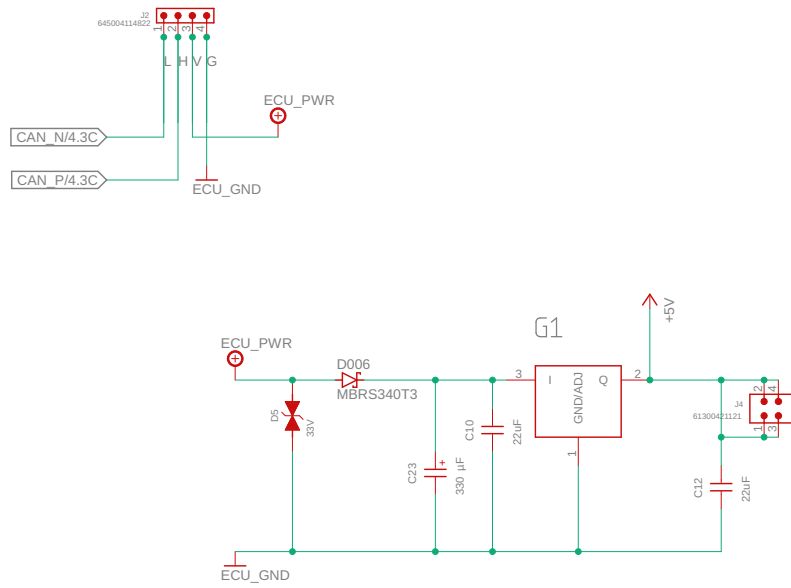 J2
645004114822
1 2 3 4
L H V G
ECU_PWR
CAN_N/4.3C
CAN_P/4.3C
ECU_GND
+5V
G1
ECU_PWR
D006
MBRS340T3
D5
33V
3
I
GND/ADJ
Q
2
1
C10
22uF
C23
+
330 µF
2 4
J4
61300421121
1 3
C12
22uF
ECU_GND